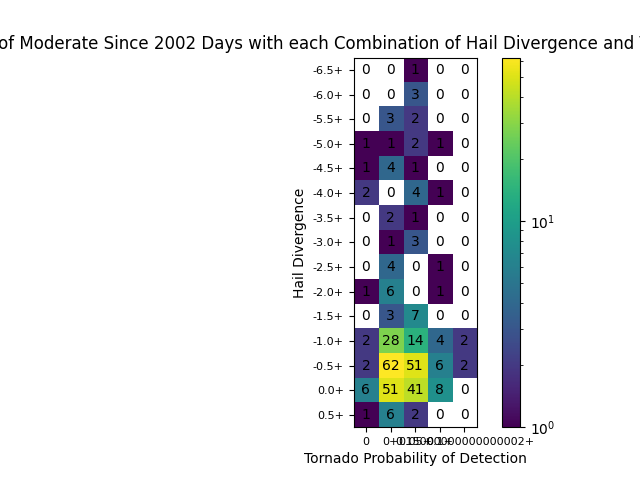 of Moderate Since 2002 Days with each Combination of Hail Divergence and
-6.5+ 0 0 1 0 0
-6.0+ 0 0 3 0 0
-5.5+ 0 3 2 0 0
-5.0+ 1 1 2 1 0
-4.5+ 1 4 1 0 0
-4.0+ 2 0 4 1 0
-3.5+ 0 2 1 0 0
-3.0+ 0 1 3 0 0
-2.5+ 0 4 0 1 0
-2.0+ 1 6 0 1 0
-1.5+ 0 3 7 0 0
-1.0+ 2 28 14 4 2
-0.5+ 2 62 51 6 2
0.0+ 6 51 41 8 0
0.5+ 1 6 2 0 0
0
Tornado Probability of Detection
Hail Divergence
10^1
10^0